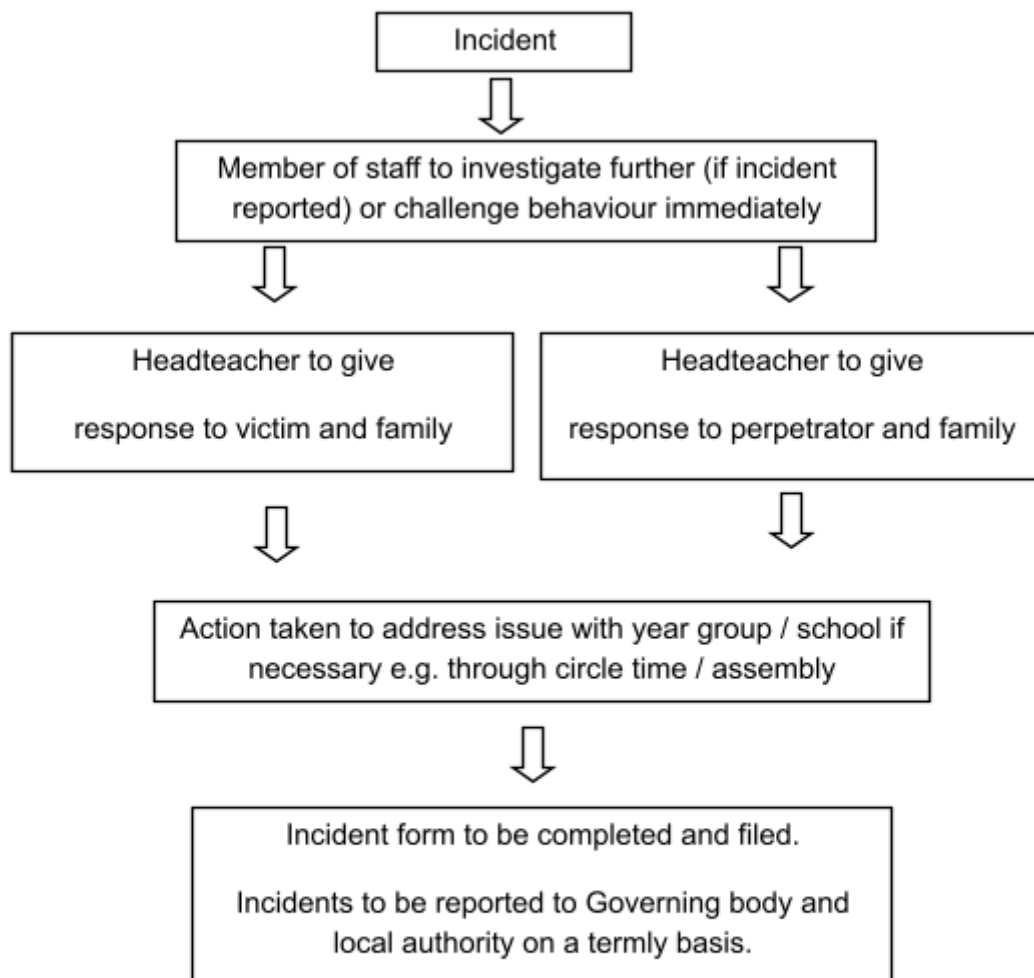 Incident
Member of staff to investigate further (if incident
reported) or challenge behaviour immediately
Headteacher to give
response to victim and family
Headteacher to give
response to perpetrator and family
Action taken to address issue with year group / school if
necessary e.g. through circle time / assembly
Incident form to be completed and filed.
Incidents to be reported to Governing body and
local authority on a termly basis.